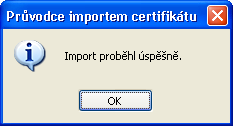 Průvodce importem certifikátu
Import proběhl úspěšně.
OK